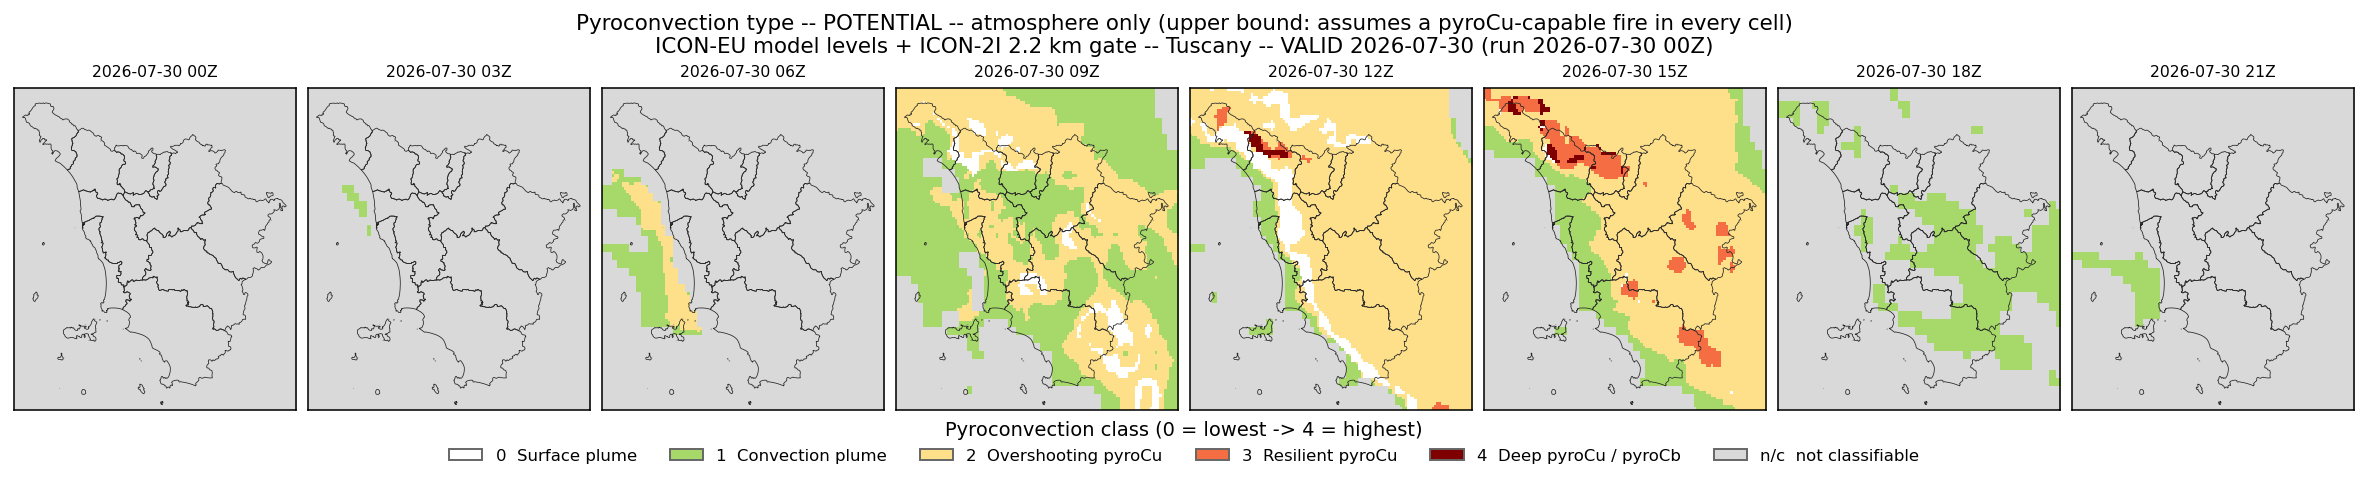 Pyroconvection type -- POTENTIAL -- atmosphere only (upper bound: assumes a pyroCu-capable fire in every cell)
ICON-EU model levels + ICON-2I 2.2 km gate -- Tuscany -- VALID 2026-07-30 (run 2026-07-30 00Z)
2026-07-30 00Z
2026-07-30 03Z
2026-07-30 06Z
2026-07-30 09Z
2026-07-30 12Z
2026-07-30 15Z
2026-07-30 18Z
2026-07-30 21Z
Pyroconvection class (0 = lowest -> 4 = highest)
0 Surface plume
1 Convection plume
2 Overshooting pyroCu
3 Resilient pyroCu
4 Deep pyroCu / pyroCb
n/c not classifiable